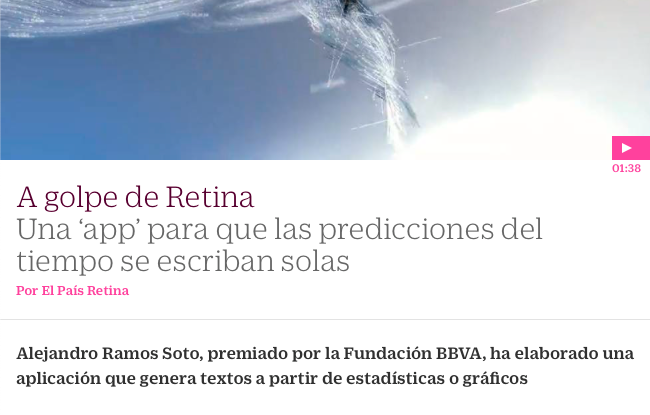 01:38
A golpe de Retina
Una ‘app’ para que las predicciones del
tiempo se escriban solas
Por El País Retina
Alejandro Ramos Soto, premiado por la Fundación BBVA, ha elaborado una
aplicación que genera textos a partir de estadísticas o gráficos